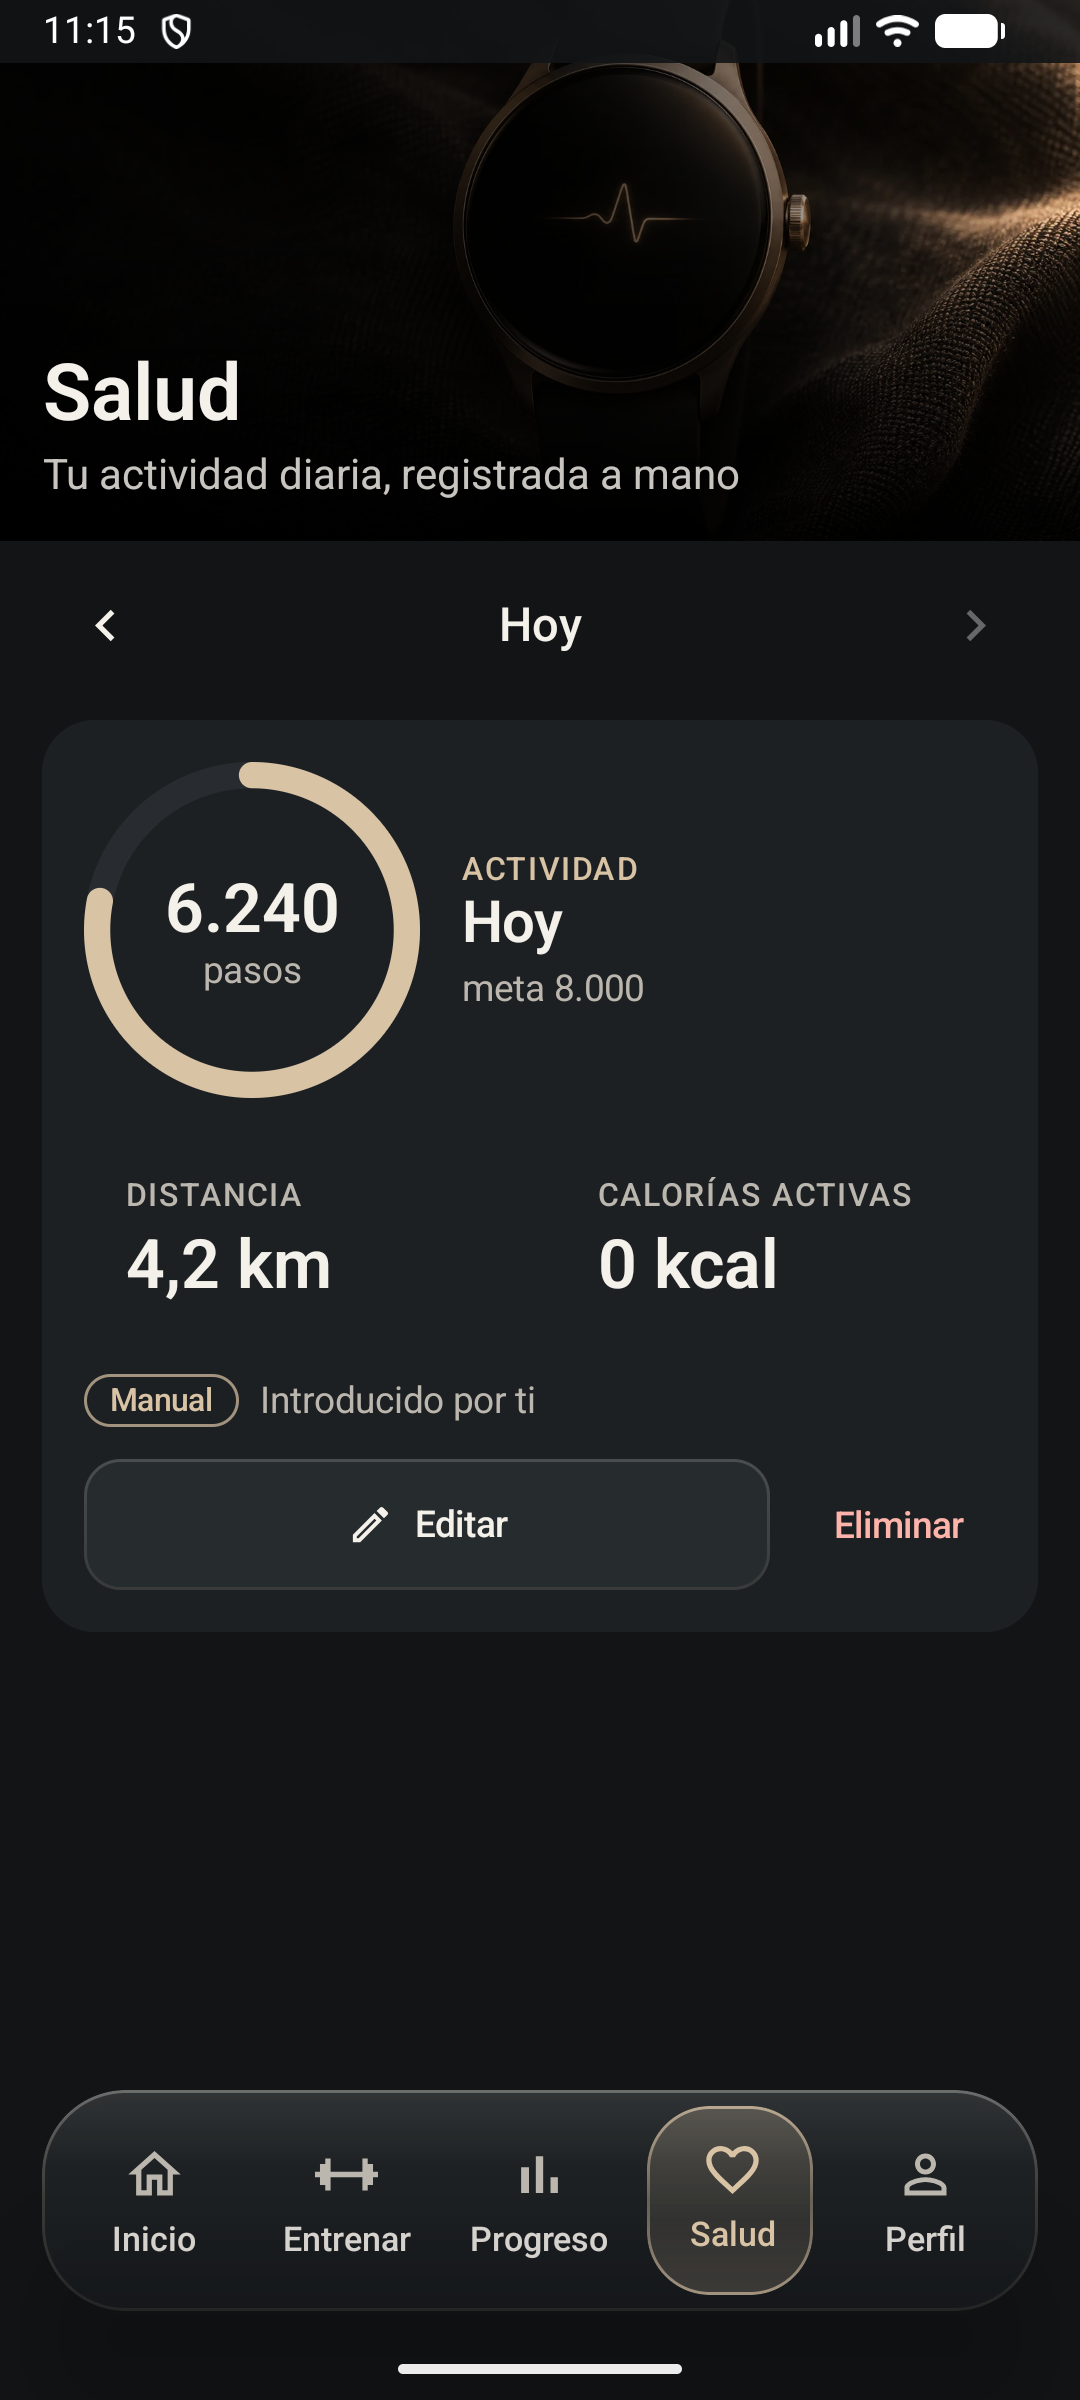 11:15
Salud
Tu actividad diaria, registrada a mano
Hoy
6.240
pasos
ACTIVIDAD
Hoy
meta 8.000
DISTANCIA
4,2 km
CALORÍAS ACTIVAS
0 kcal
Manual
Introducido por ti
Editar
Eliminar
Inicio
Entrenar
Progreso
Salud
Perfil